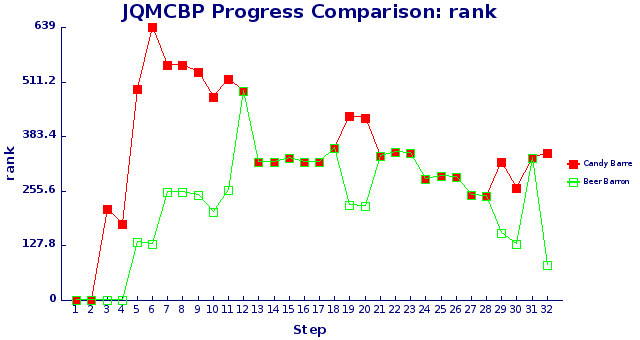 JQMCBP Progress Comparison: rank
639
511.2
383.4
255.6
127.8
0
rank
1 2 3 4 5 6 7 8 9 10 11 12 13 14 15 16 17 18 19 20 21 22 23 24 25 26 27 28 29 30 31 32
Step
Candy Barre
Beer Barron